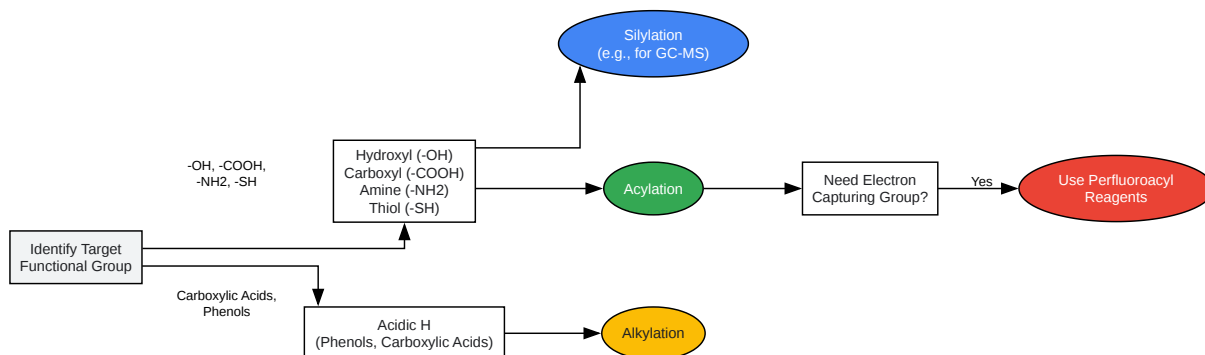 Silylation
(e.g., for GC-MS)
-OH, -COOH,
-NH2, -SH
Hydroxyl (-OH)
Carboxyl (-COOH)
Amine (-NH2)
Thiol (-SH)
Acylation
Need Electron
Capturing Group?
Yes
Use Perfluoroacyl
Reagents
Identify Target
Functional Group
Carboxylic Acids,
Phenols
Acidic H
(Phenols, Carboxylic Acids)
Alkylation